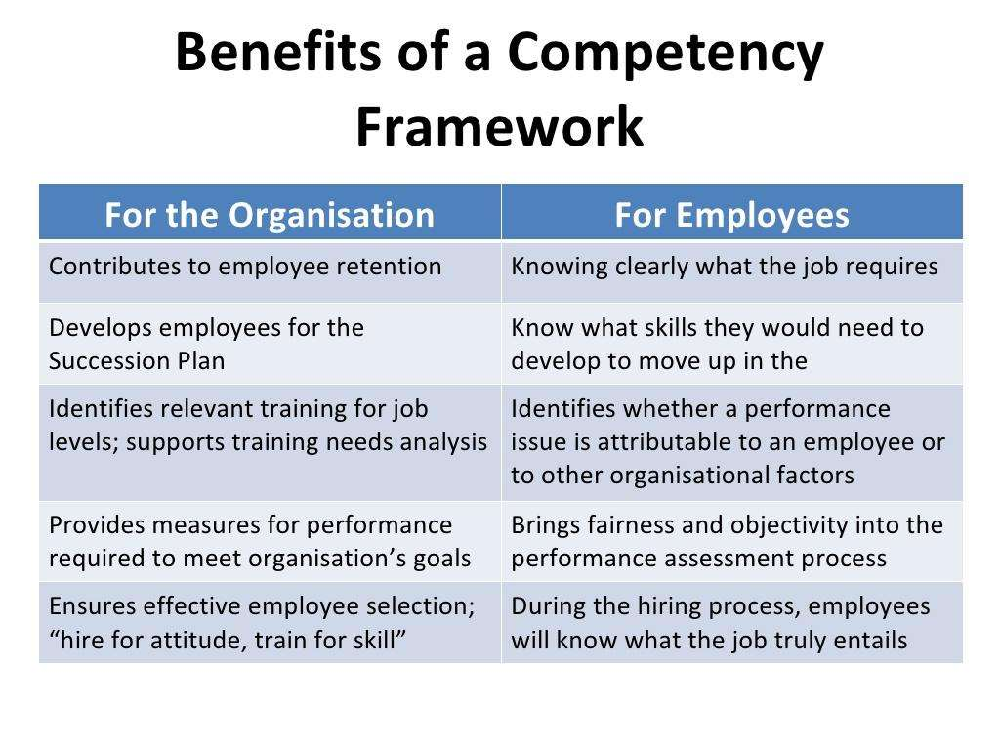 Benefits of a Competency
Framework
For the Organisation
For Employees
Contributes to employee retention
Knowing clearly what the job requires
Develops employees for the
Succession Plan
Know what skills they would need to
develop to move up in the
Identifies relevant training for job
levels; supports training needs analysis
Identifies whether a performance
issue is attributable to an employee or
to other organisational factors
Provides measures for performance
required to meet organisation’s goals
Brings fairness and objectivity into the
performance assessment process
Ensures effective employee selection;
“hire for attitude, train for skill”
During the hiring process, employees
will know what the job truly entails